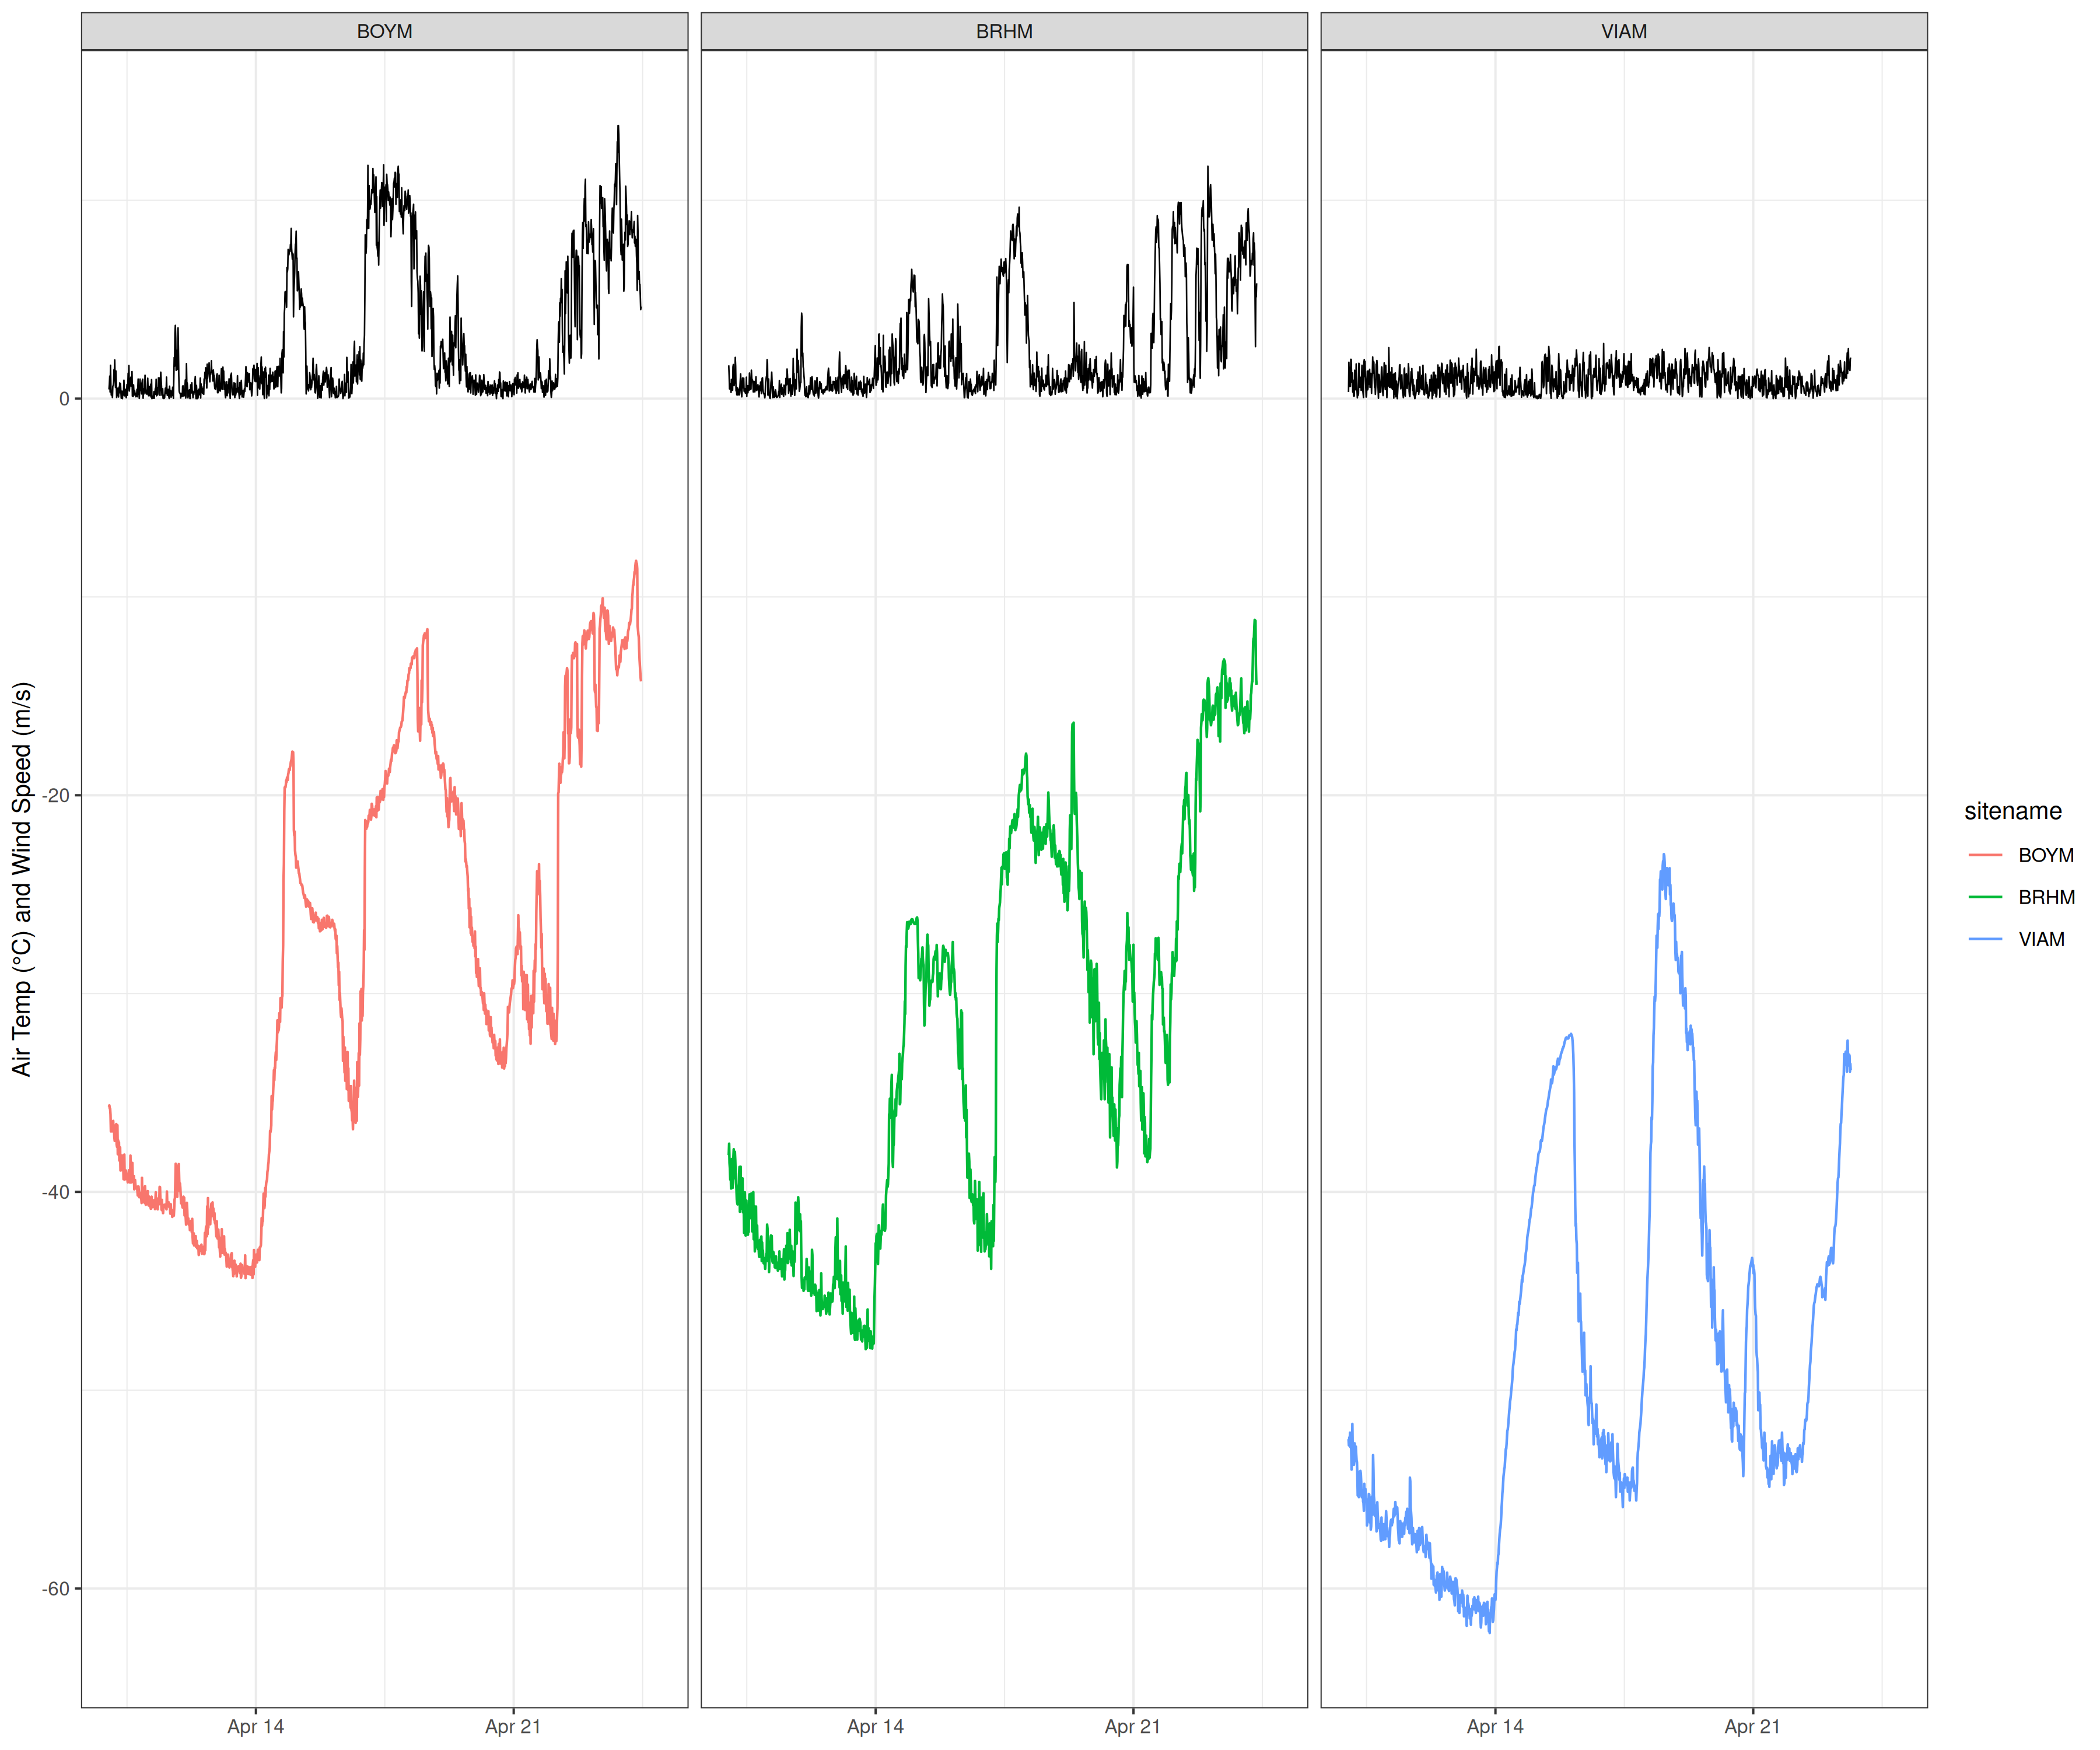 BOYM
BRHM
VIAM
0
-20
-40
-60
Air Temp (°C) and Wind Speed (m/s)
Apr 14
Apr 21
Apr 14
Apr 21
Apr 14
Apr 21
sitename
BOYM
BRHM
VIAM